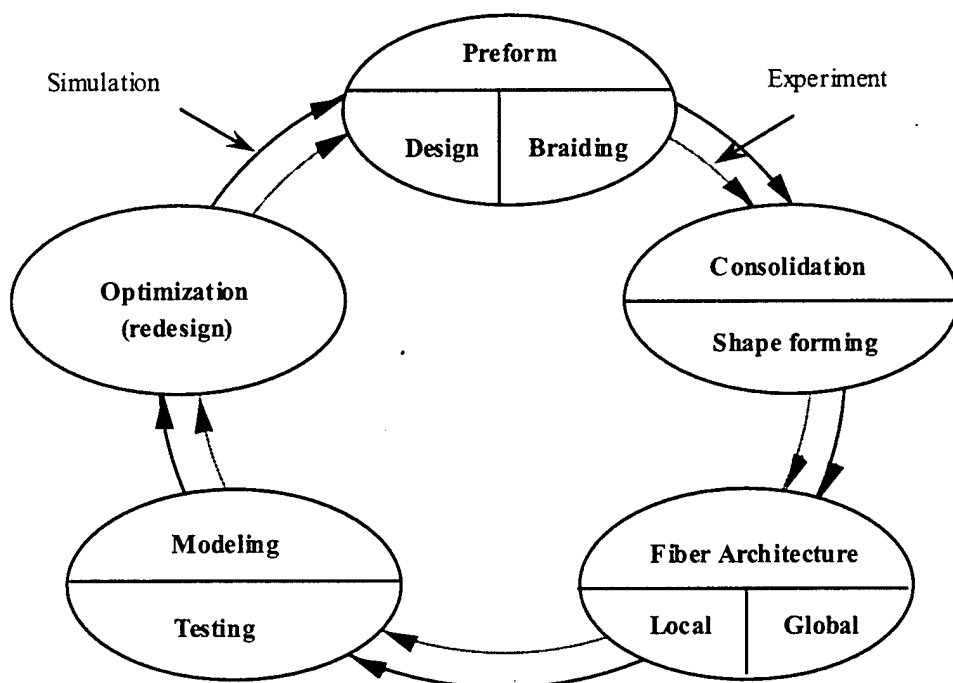 Preform
Simulation
Experiment
Design
Braiding
Consolidation
Optimization
(redesign)
Shape forming
Modeling
Fiber Architecture
Testing
Local
Global